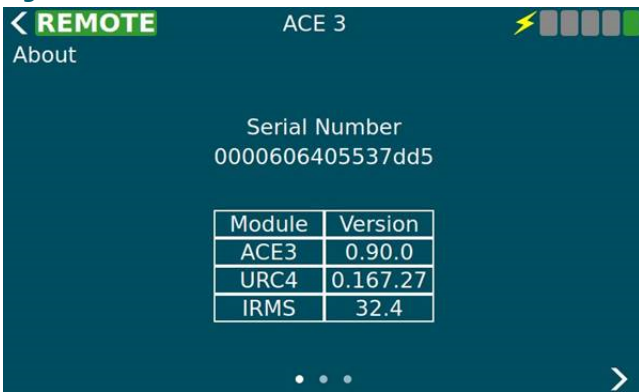 REMOTE ACE 3
About
Serial Number
0000606405537dd5
Module Version
ACE3 0.90.0
URC4 0.167.27
IRMS 32.4